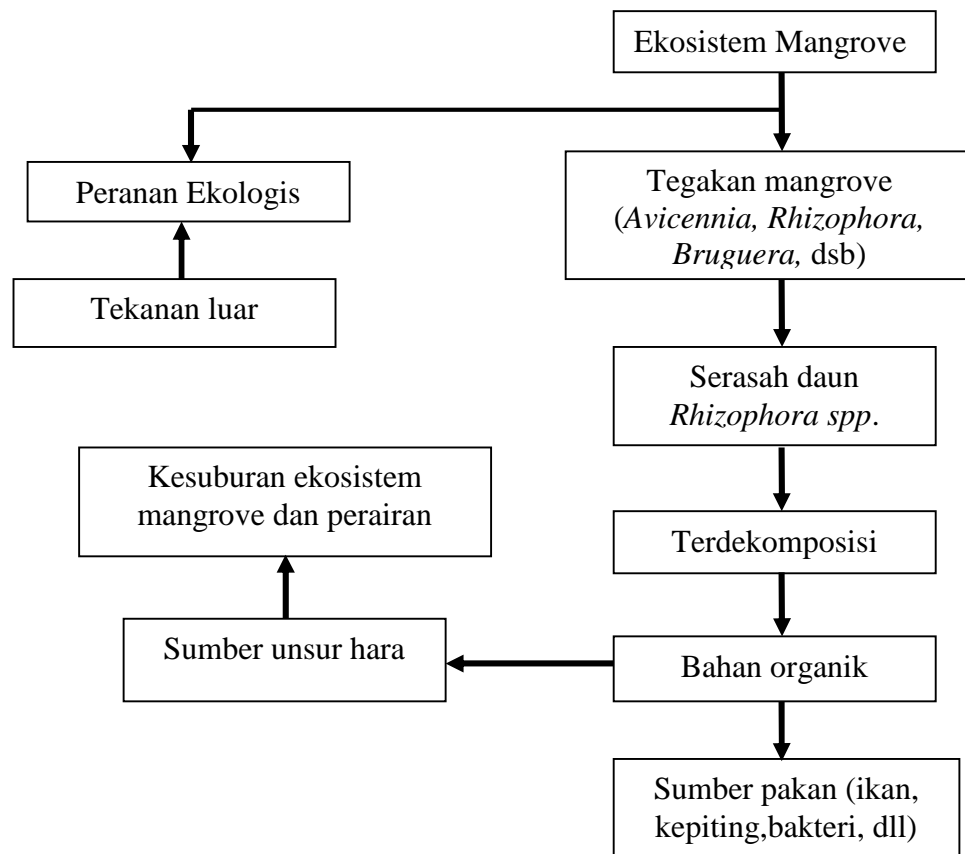 Ekosistem Mangrove
Peranan Ekologis
Tegakan mangrove
(Avicennia, Rhizophora,
Bruguera, dsb)
Tekanan luar
Serasah daun
Rhizophora spp.
Kesuburan ekosistem
mangrove dan perairan
Terdekomposisi
Sumber unsur hara
Bahan organik
Sumber pakan (ikan,
kepiting,bakteri, dll)